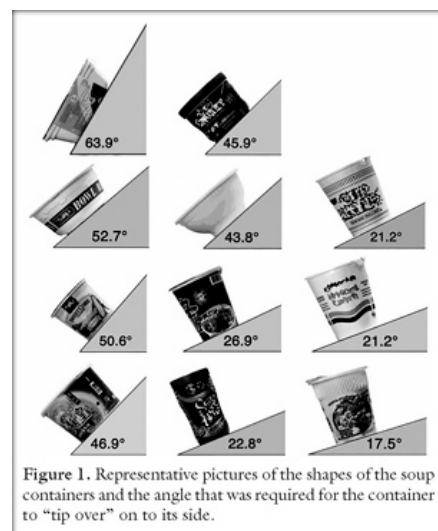 63.9°
45.9°
BOWL
52.7°
43.8°
21.2°
50.6°
26.9°
21.2°
46.9°
22.8°
17.5°
Figure 1. Representative pictures of the shapes of the soup
containers and the angle that was required for the container
to “tip over” on to its side.